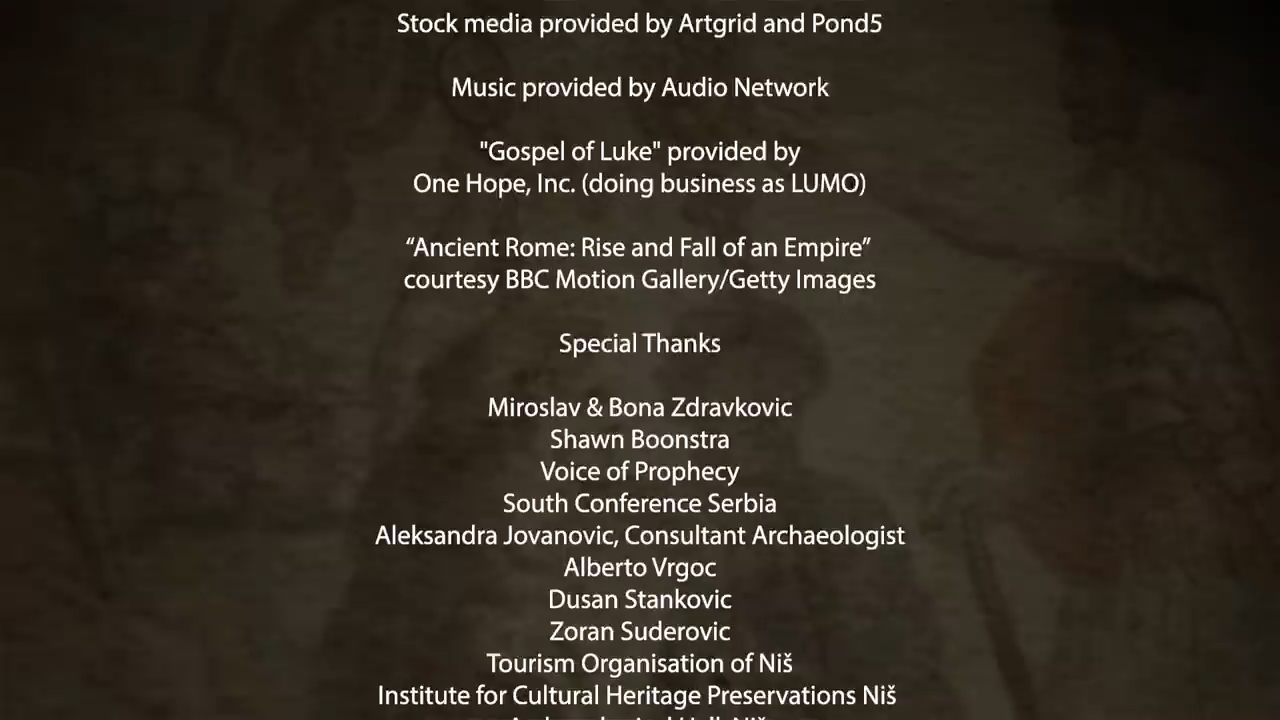 Stock media provided by Artgrid and Pond5
Music provided by Audio Network
"Gospel of Luke" provided by
One Hope, Inc. (doing business as LUMO)
“Ancient Rome: Rise and Fall of an Empire”
courtesy BBC Motion Gallery/Getty Images
Special Thanks
Miroslav & Bona Zdravkovic
Shawn Boonstra
Voice of Prophecy
South Conference Serbia
Aleksandra Jovanovic, Consultant Archaeologist
Alberto Vrgoc
Dusan Stankovic
Zoran Suderovic
Tourism Organisation of Niš
Institute for Cultural Heritage Preservations Niš